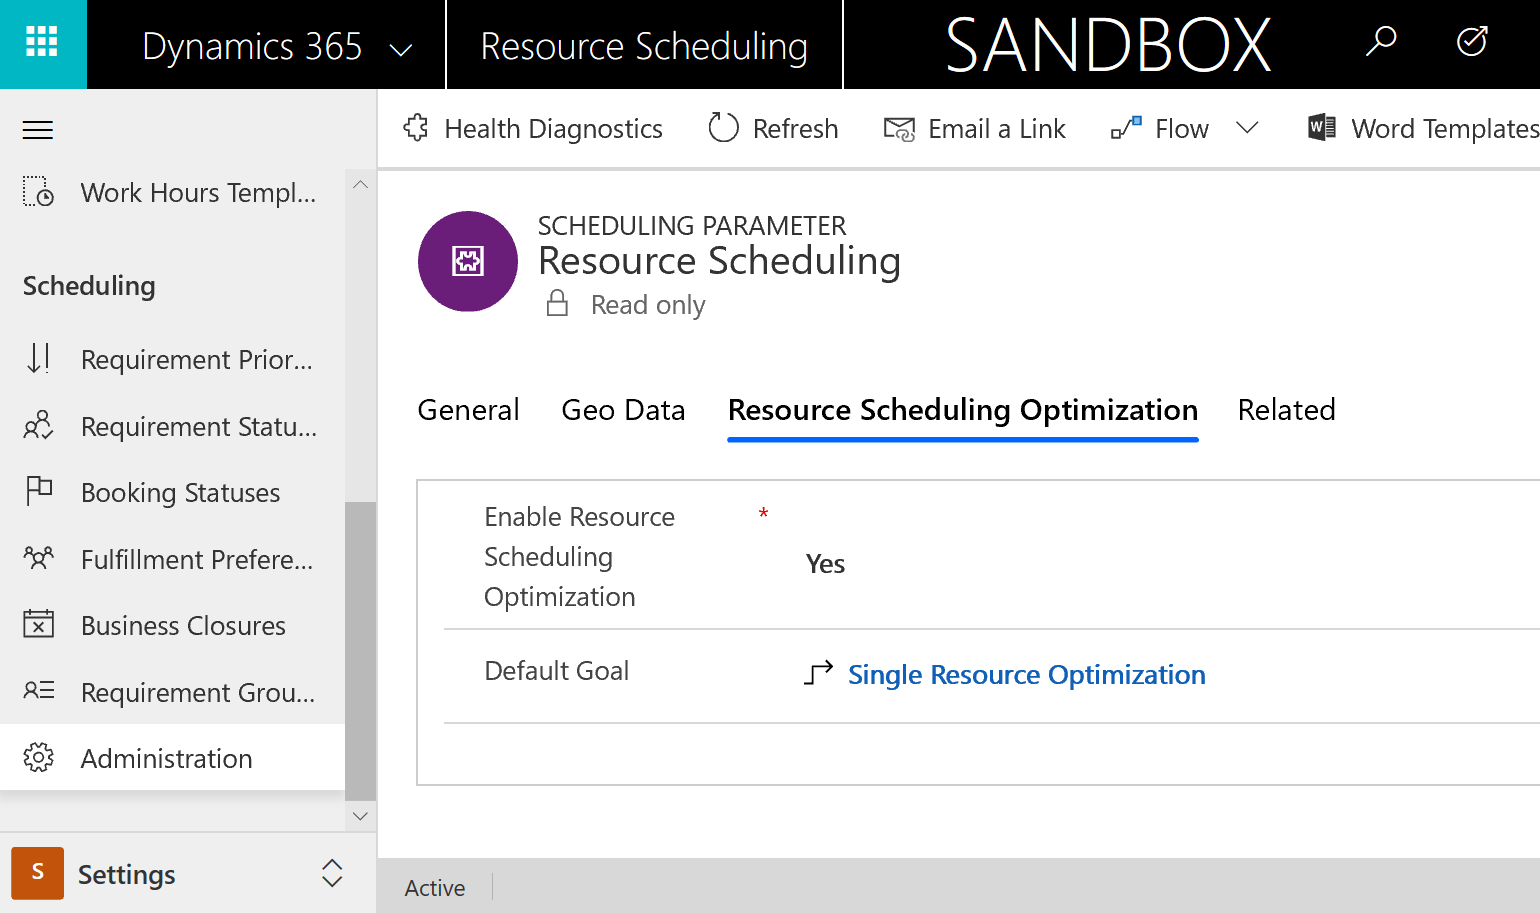 Dynamics 365
Resource Scheduling
SANDBOX
Health Diagnostics
Refresh
Email a Link
Flow
Word Templates
Work Hours Templ...
Scheduling
Requirement Prior...
Requirement Statu...
Booking Statuses
Fulfillment Prefere...
Business Closures
Requirement Grou...
Administration
S
Settings
SCHEDULING PARAMETER
Resource Scheduling
Read only
General
Geo Data
Resource Scheduling Optimization
Related
Enable Resource
Scheduling
Optimization
*
Yes
Default Goal
Single Resource Optimization
Active